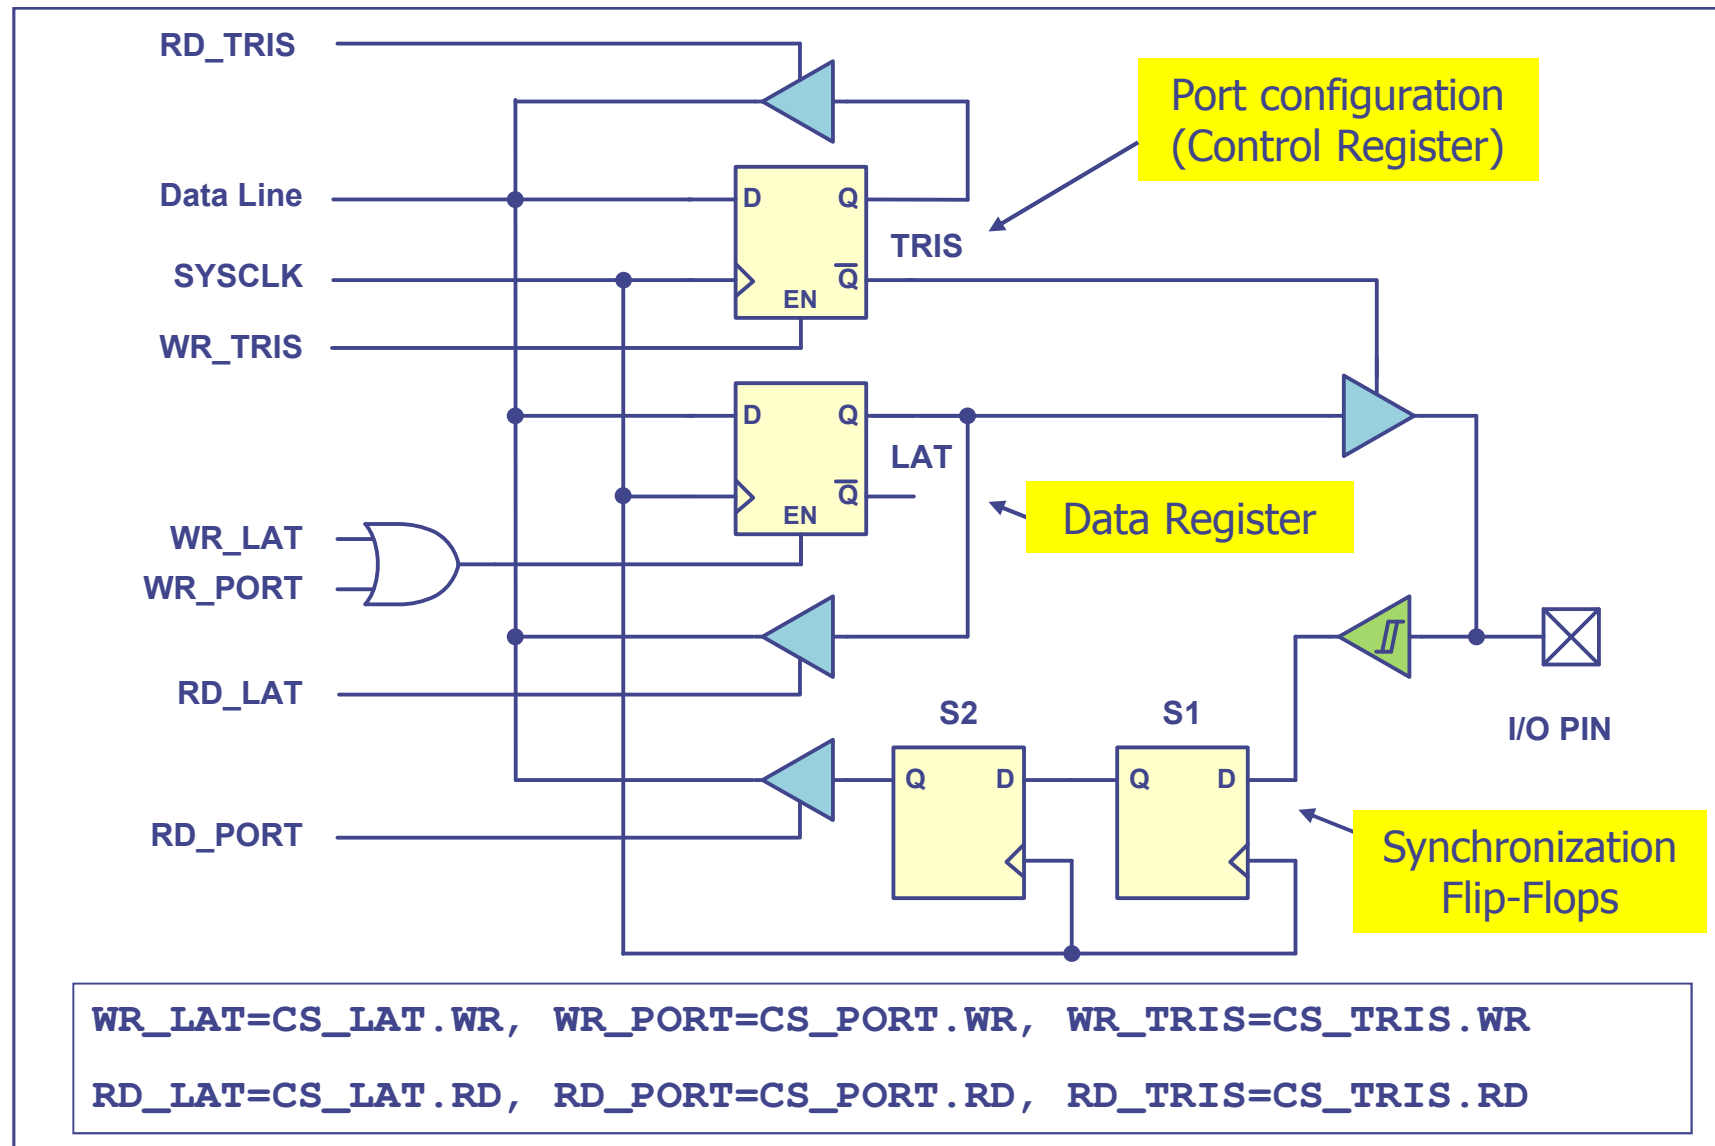 RD_TRIS
Port configuration
(Control Register)
Data Line
D
Q
TRIS
SYSCLK
Q̅
EN
WR_TRIS
D
Q
LAT
Q̅
EN
Data Register
WR_LAT
WR_PORT
RD_LAT
S2
S1
I/O PIN
Q
D
Q
D
RD_PORT
Synchronization
Flip-Flops
WR_LAT=CS_LAT.WR, WR_PORT=CS_PORT.WR, WR_TRIS=CS_TRIS.WR
RD_LAT=CS_LAT.RD, RD_PORT=CS_PORT.RD, RD_TRIS=CS_TRIS.RD